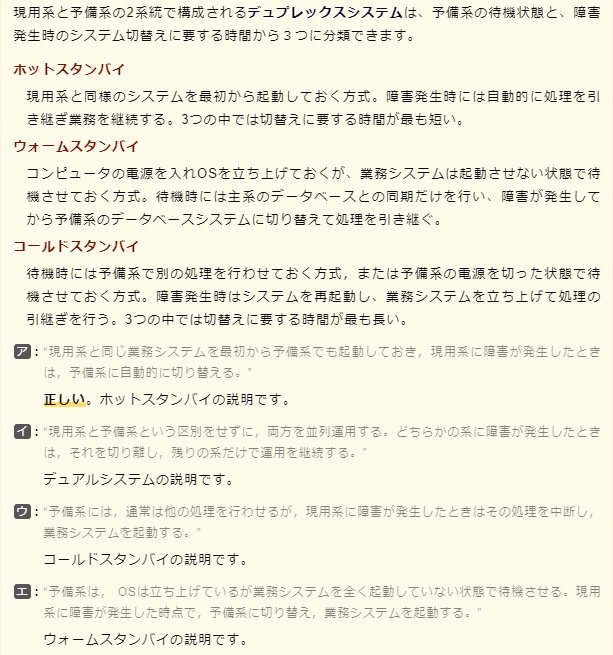 現用系と予備系の2系統で構成されるデュプレックスシステムは、予備系の待機状態と、障害
発生時のシステム切替えに要する時間から３つに分類できます。
ホットスタンバイ
現用系と同様のシステムを最初から起動しておく方式。障害発生時には自動的に処理を引
き継ぎ業務を継続する。3つの中では切替えに要する時間が最も短い。
ウォームスタンバイ
コンピュータの電源を入れOSを立ち上げておくが、業務システムは起動させない状態で待
機させておく方式。待機時には主系のデータベースとの同期だけを行い、障害が発生して
から予備系のデータベースシステムに切り替えて処理を引き継ぐ。
コールドスタンバイ
待機時には予備系で別の処理を行わせておく方式，または予備系の電源を切った状態で待
機させておく方式。障害発生時はシステムを再起動し、業務システムを立ち上げて処理の
引継ぎを行う。3つの中では切替えに要する時間が最も長い。
ア：“現用系と同じ業務システムを最初から予備系でも起動しておき，現用系に障害が発生したとき
は，予備系に自動的に切り替える。”
正しい。ホットスタンバイの説明です。
イ：“現用系と予備系という区別をせずに，両方を並列運用する。どちらかの系に障害が発生したとき
は，それを切り離し，残りの系だけで運用を継続する。”
デュアルシステムの説明です。
ウ：“予備系には，通常は他の処理を行わせるが，現用系に障害が発生したときはその処理を中断し，
業務システムを起動する。”
コールドスタンバイの説明です。
エ：“予備系は， OSは立ち上げているが業務システムを全く起動していない状態で待機させる。現用
系に障害が発生した時点で，予備系に切り替え，業務システムを起動する。”
ウォームスタンバイの説明です。